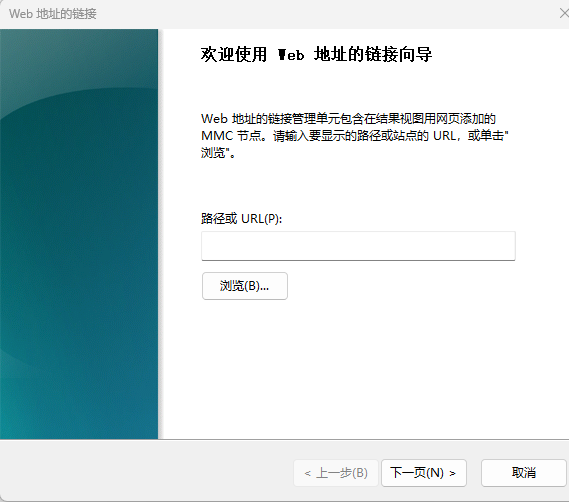 Web 地址的链接
欢迎使用 Web 地址的链接向导
Web 地址的链接管理单元包含在结果视图用网页添加的
MMC 节点。请输入要显示的路径或站点的 URL，或单击"
浏览"。
路径或 URL(P):
浏览(B)...
< 上一步(B)
下一页(N) >
取消